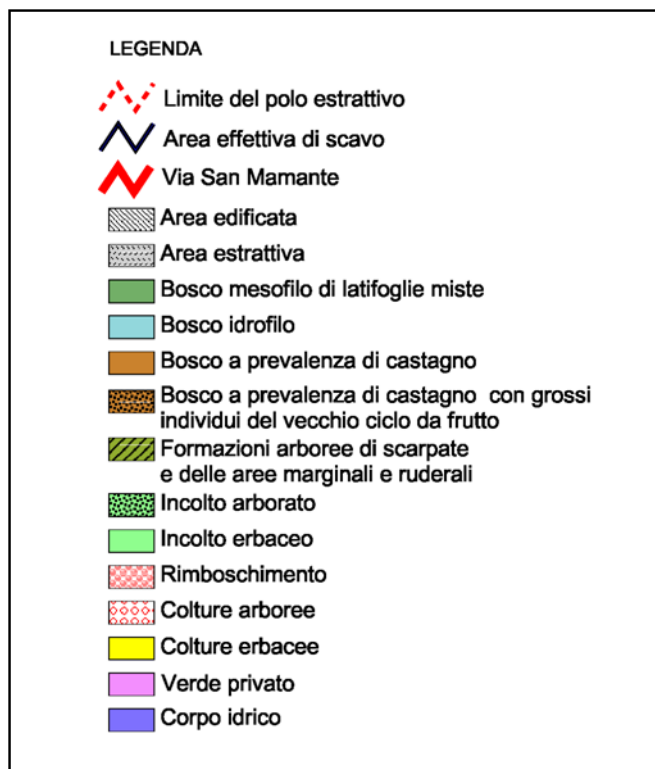 LEGENDA
Limite del polo estrattivo
Area effettiva di scavo
Via San Mamante
Area edificata
Area estrattiva
Bosco mesofilo di latifoglie miste
Bosco idrofilo
Bosco a prevalenza di castagno
Bosco a prevalenza di castagno con grossi
individui del vecchio ciclo da frutto
Formazioni arboree di scarpate
e delle aree marginali e ruderali
Incolto arborato
Incolto erbaceo
Rimboschimento
Colture arboree
Colture erbacee
Verde privato
Corpo idrico